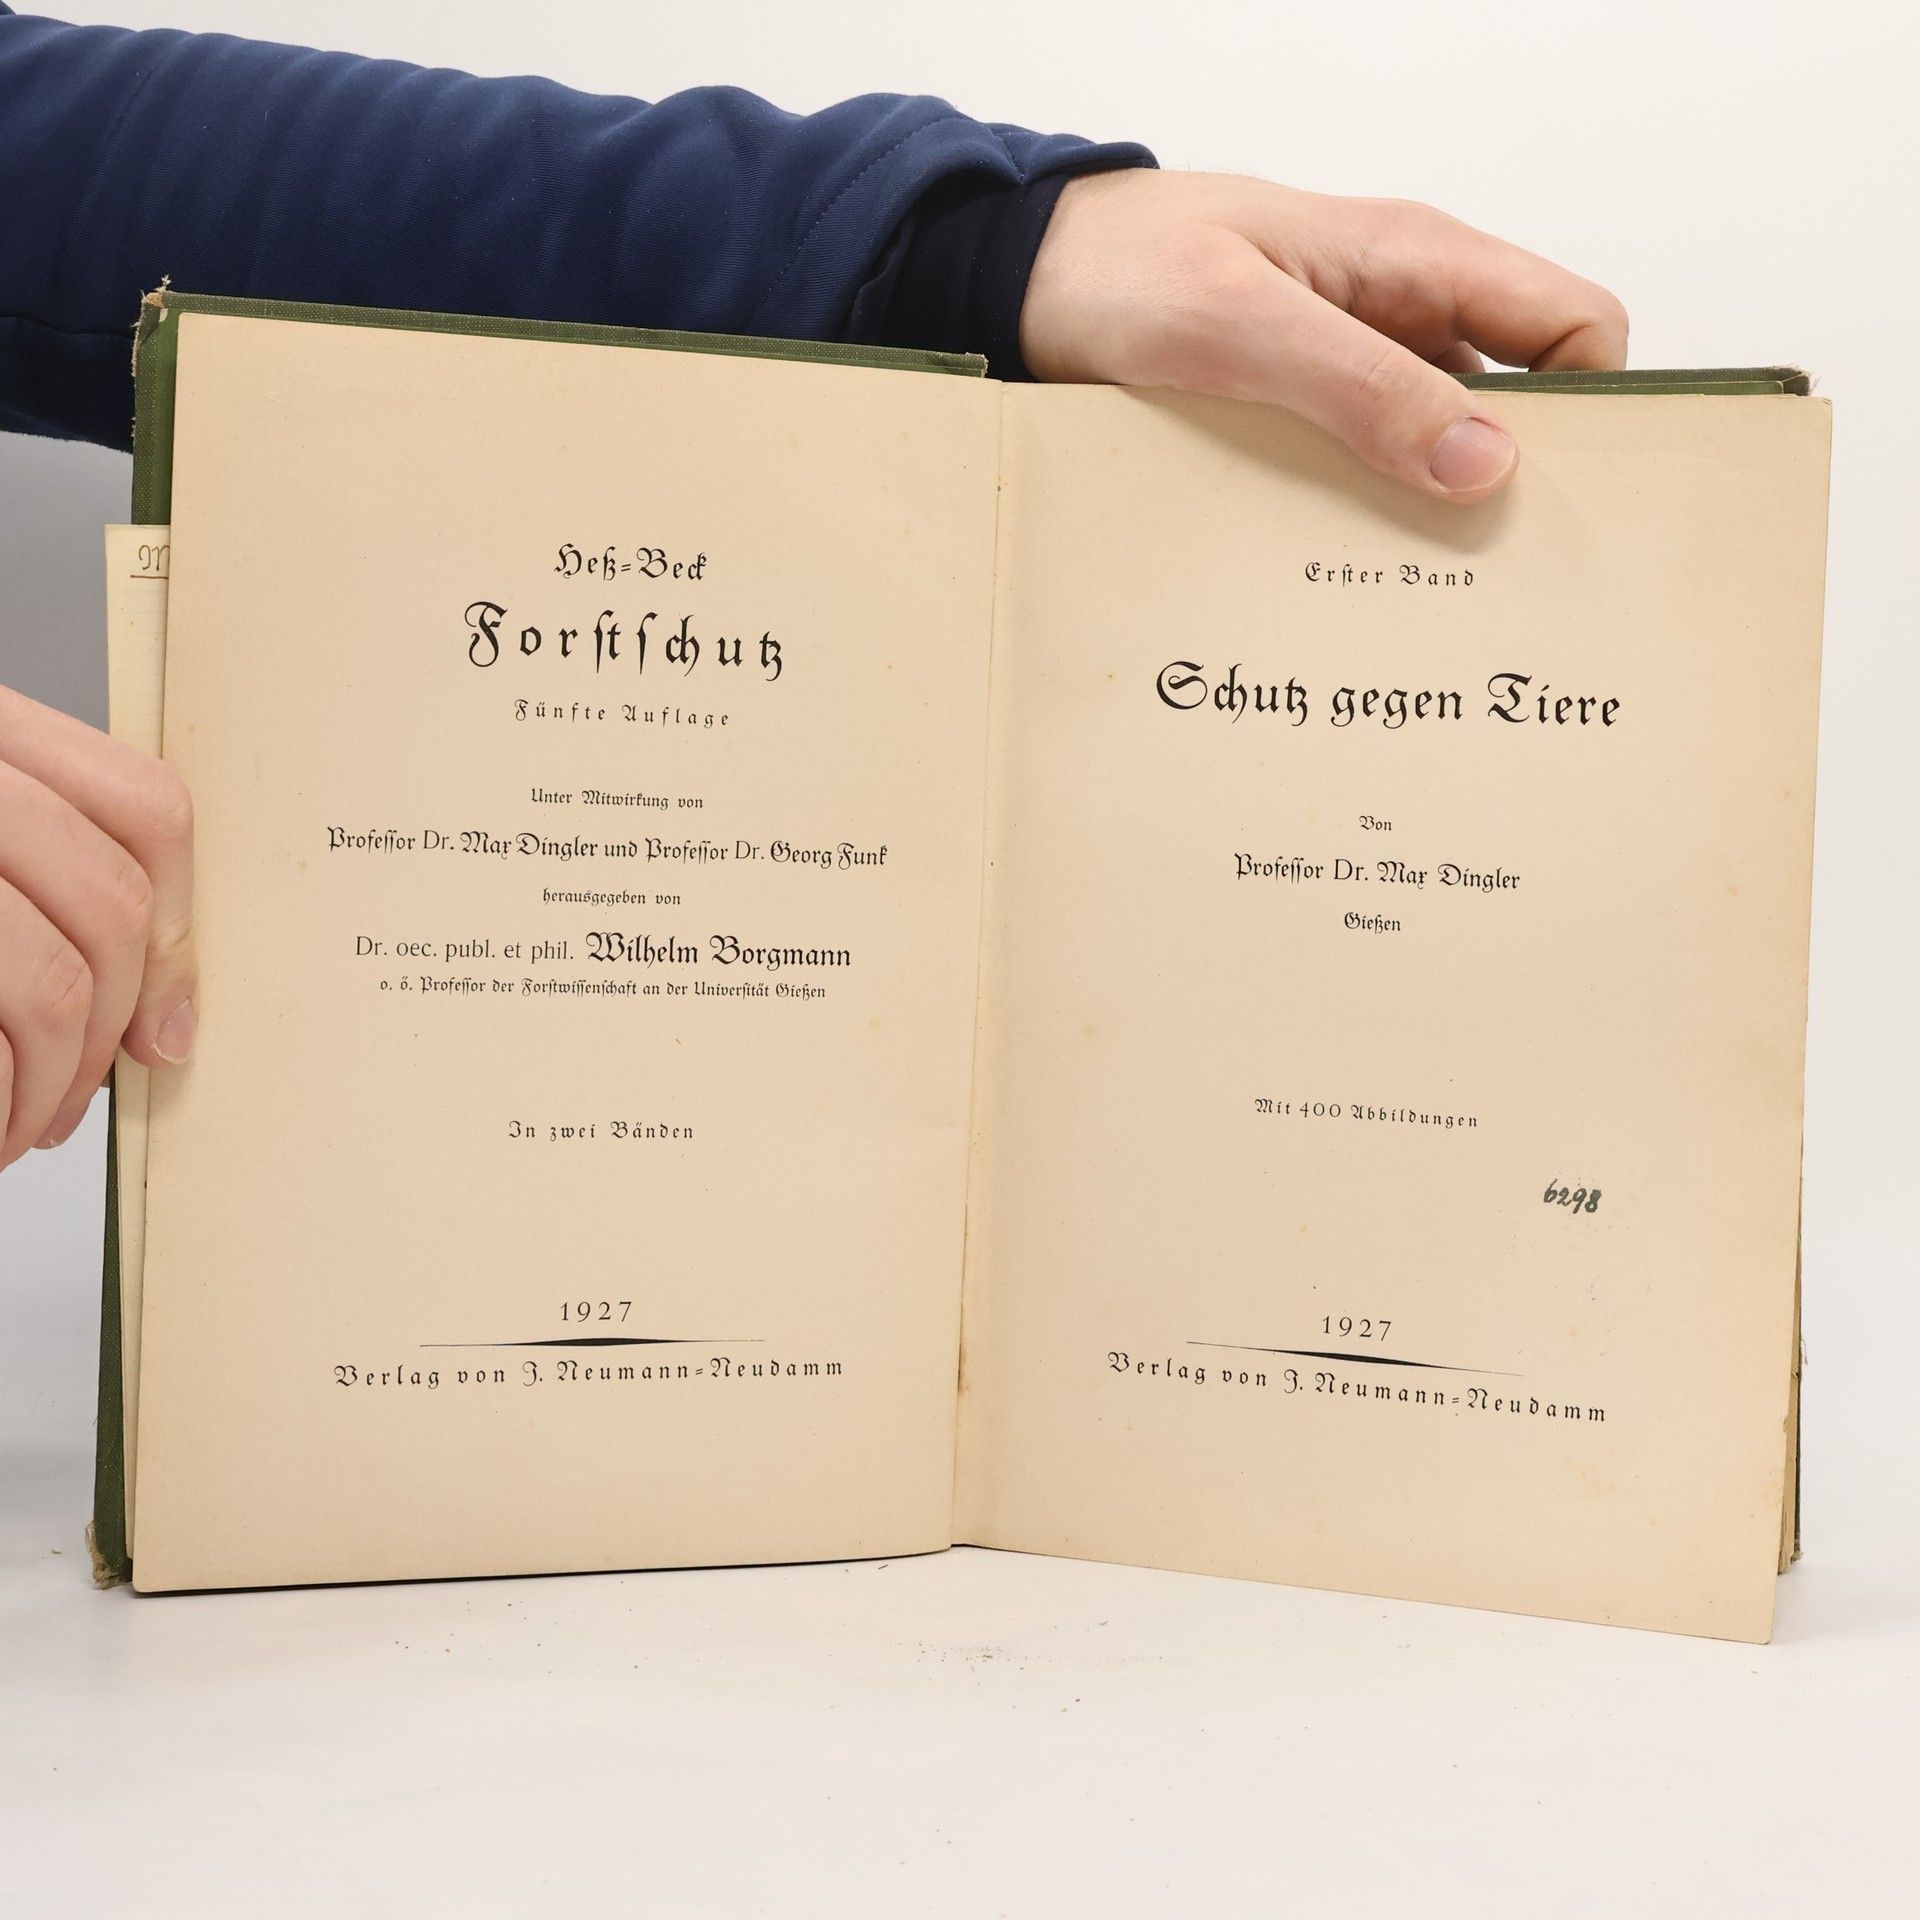 Heß=Beck
Forstschutz
Fünfte Auflage
Unter Mitwirkung von
Professor Dr. Max Dingler und Professor Dr. Georg Funk
herausgegeben von
Dr. oec. publ. et phil. Wilhelm Borgmann
o. ö. Professor der Forstwissenschaft an der Universität Gießen
In zwei Bänden
1927
Verlag von J. Neumann=Neudamm
Erster Band
Schutz gegen Tiere
Von
Professor Dr. Max Dingler
Gießen
Mit 400 Abbildungen
6298
1927
Verlag von J. Neumann=Neudamm